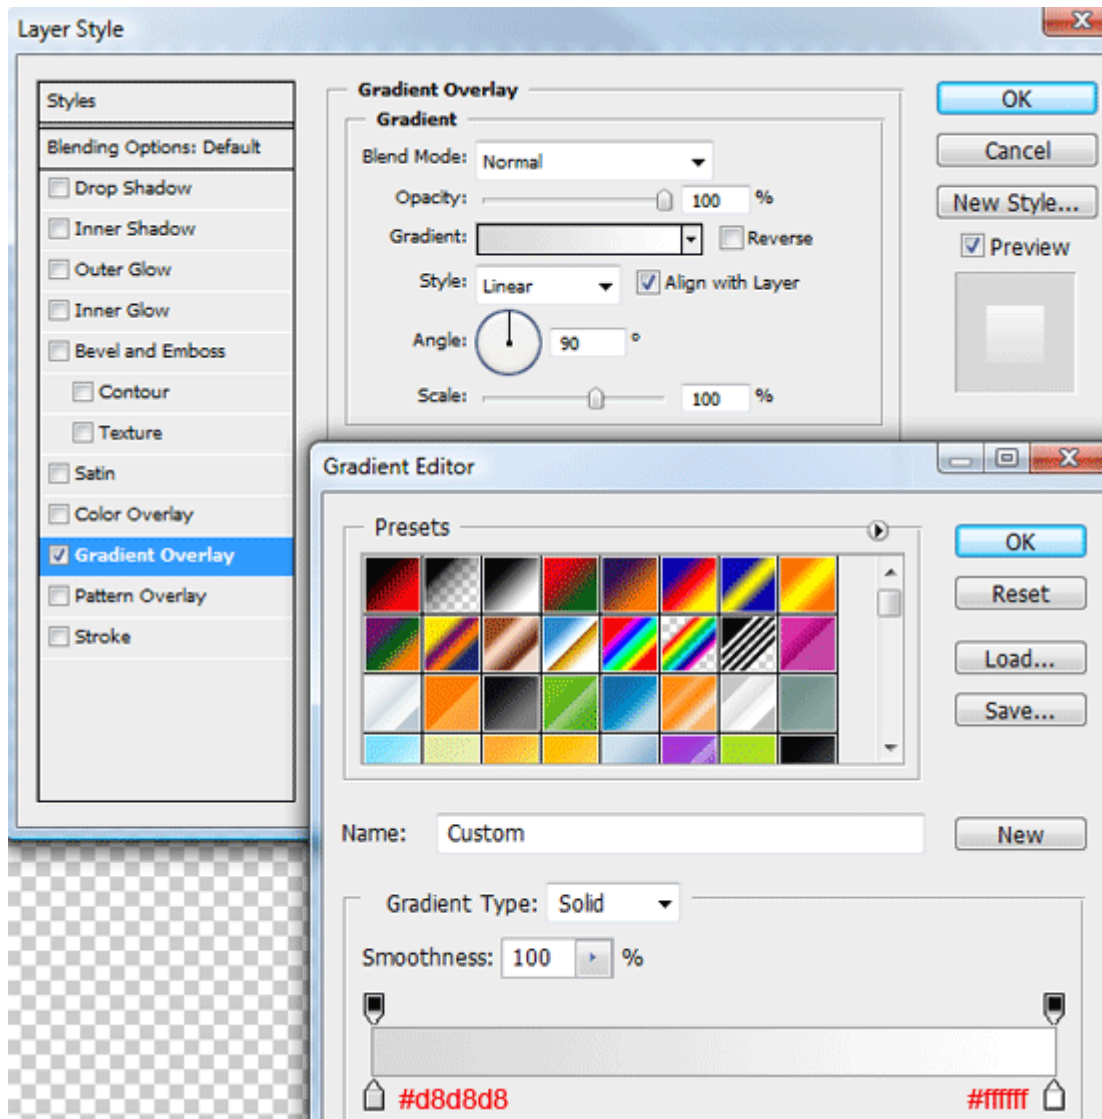 Layer Style
Styles
Blending Options: Default
Drop Shadow
Inner Shadow
Outer Glow
Inner Glow
Bevel and Emboss
Contour
Texture
Satin
Color Overlay
Gradient Overlay
Pattern Overlay
Stroke
Gradient Overlay
Gradient
Blend Mode: Normal
Opacity: 100 %
Gradient: Reverse
Style: Linear Align with Layer
Angle: 90 °
Scale: 100 %
OK
Cancel
New Style...
Preview
Gradient Editor
Presets
OK
Reset
Load...
Save...
Name: Custom
New
Gradient Type: Solid
Smoothness: 100 %
#d8d8d8 #ffffff